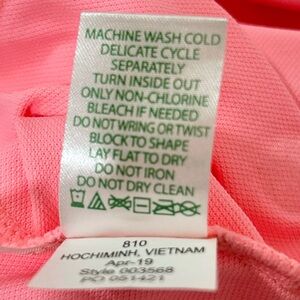 MACHINE WASH COLD
DELICATE CYCLE
SEPARATELY
TURN INSIDE OUT
ONLY NON-CHLORINE
BLEACH IF NEEDED
DO NOT WRING OR TWIST
BLOCK TO SHAPE
LAY FLAT TO DRY
DO NOT IRON
DO NOT DRY CLEAN
810
HOCHIMINH, VIETNAM
Apr-19
Style 003568
PO 051421